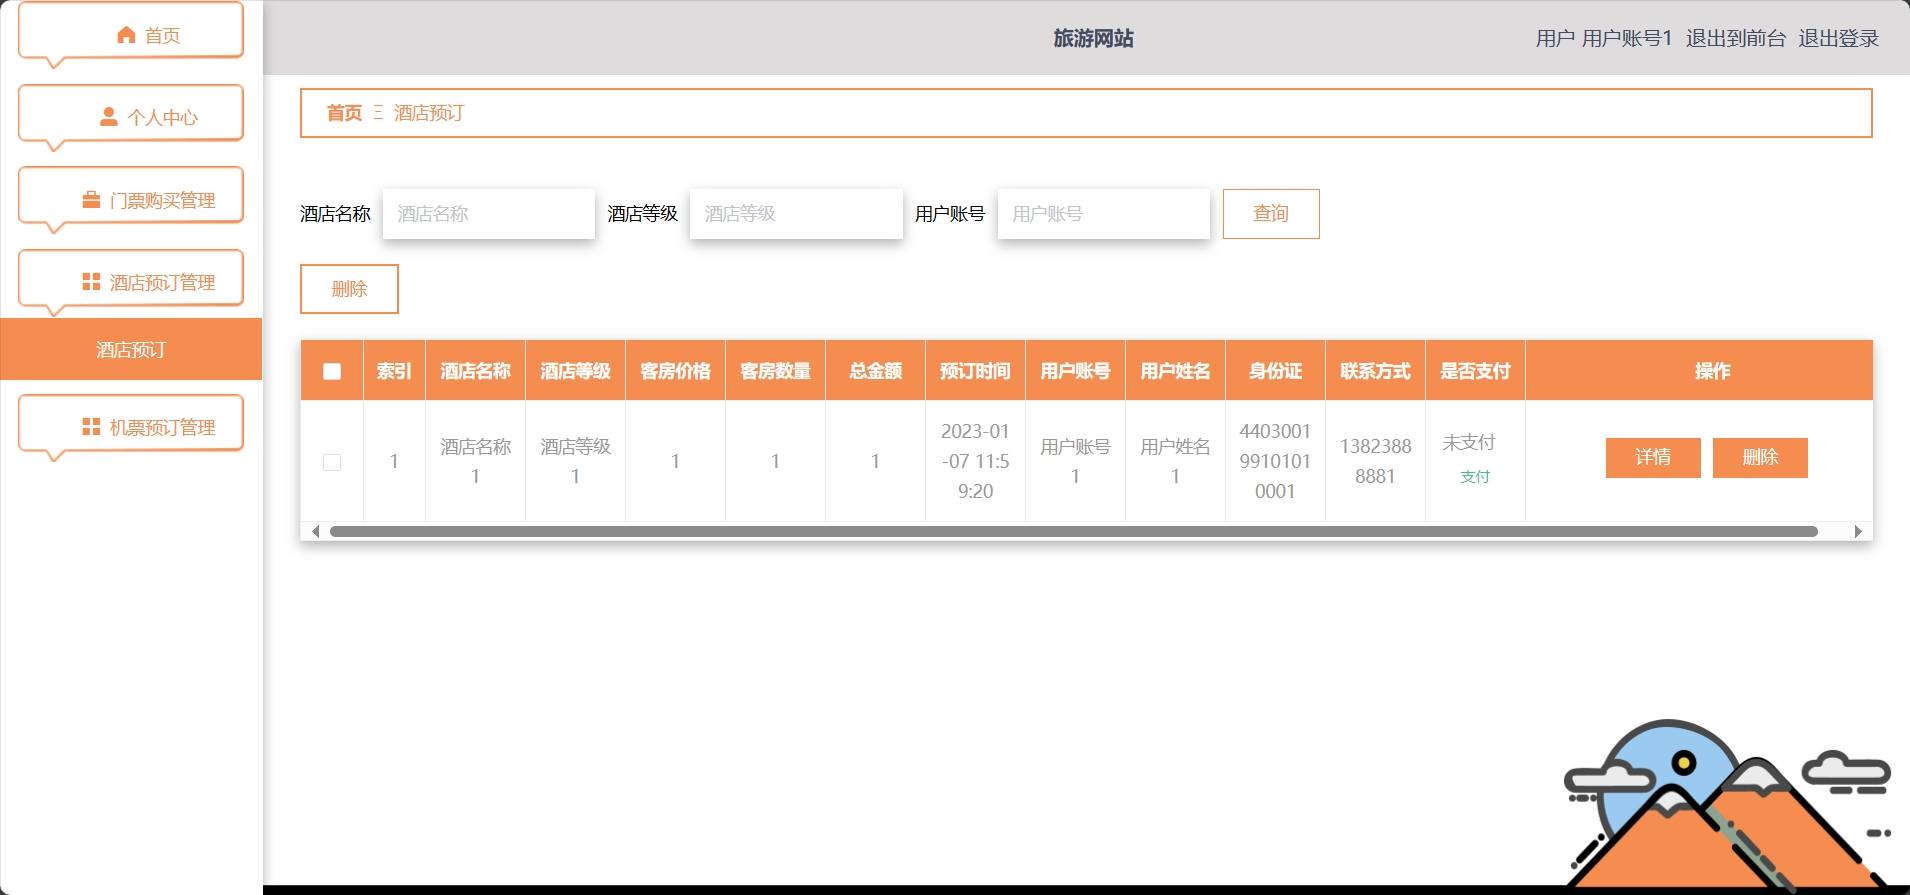 首页
个人中心
门票购买管理
酒店预订管理
酒店预订
机票预订管理
旅游网站
用户 用户账号1 退出到前台 退出登录
首页 Ξ 酒店预订
酒店名称 酒店名称 酒店等级 酒店等级 用户账号 用户账号 查询
删除
索引 酒店名称 酒店等级 客房价格 客房数量 总金额 预订时间 用户账号 用户姓名 身份证 联系方式 是否支付 操作
1 酒店名称1 酒店等级1 1 1 1 2023-01-07 11:59:20 用户账号1 用户姓名1 440300199101010001 13823888881 未支付 支付 详情 删除